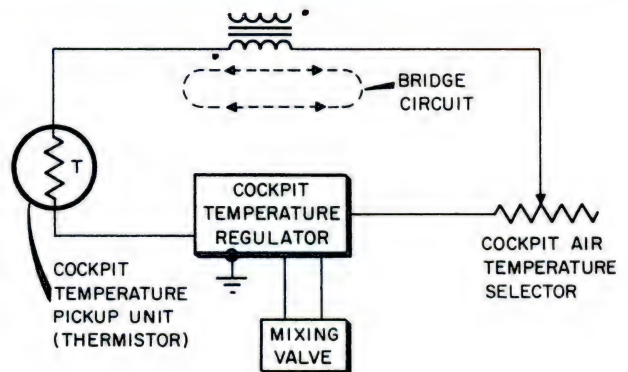 BRIDGE
CIRCUIT
T
COCKPIT
TEMPERATURE
REGULATOR
COCKPIT AIR
TEMPERATURE
SELECTOR
COCKPIT
TEMPERATURE
PICKUP UNIT
(THERMISTOR)
MIXING
VALVE